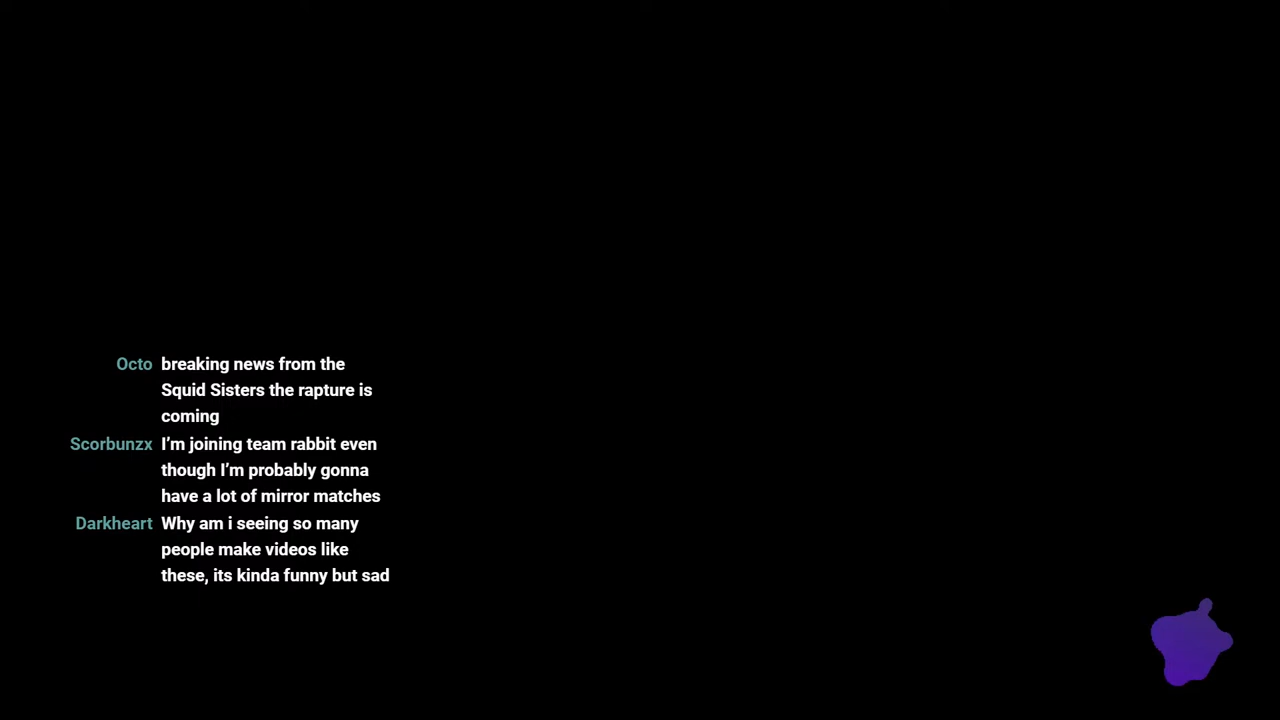 Octo breaking news from the
Squid Sisters the rapture is
coming
Scorbunzx I’m joining team rabbit even
though I’m probably gonna
have a lot of mirror matches
Darkheart Why am i seeing so many
people make videos like
these, its kinda funny but sad